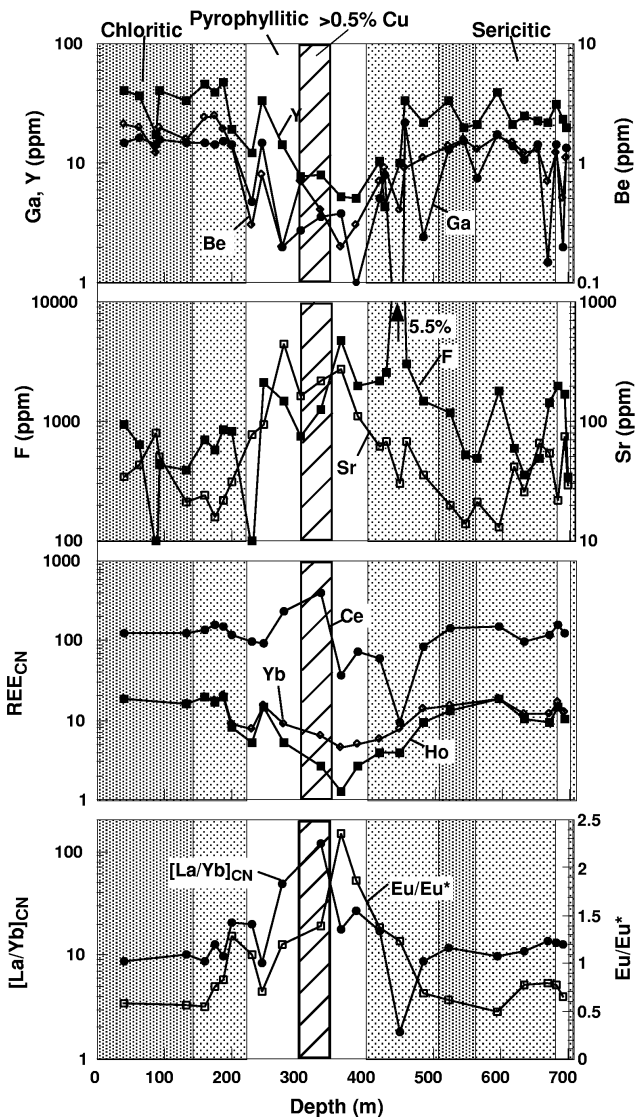 Chloritic
Pyrophyllitic
>0.5% Cu
Sericitic
100
10
1
Ga, Y (ppm)
10
1
0.1
Be (ppm)
Y
Be
Ga
10000
1000
100
F (ppm)
1000
100
10
Sr (ppm)
5.5%
F
Sr
1000
100
10
1
REECN
Ce
Yb
Ho
100
10
1
[La/Yb]CN
2.5
2
1.5
1
0.5
0
Eu/Eu*
[La/Yb]CN
Eu/Eu*
0 100 200 300 400 500 600 700
Depth (m)